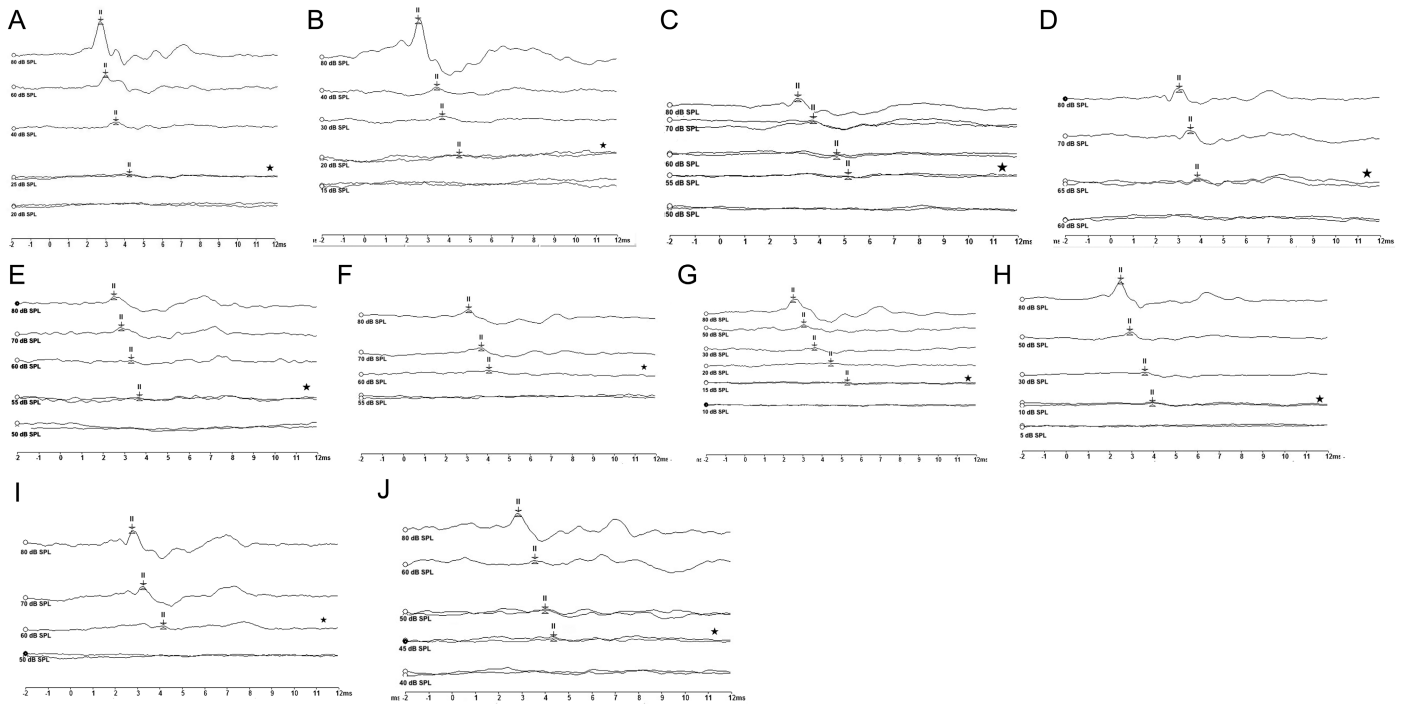 A
II
80 dB SPL
II
60 dB SPL
II
40 dB SPL
II
25 dB SPL
20 dB SPL
-2 -1 0 1 2 3 4 5 6 7 8 9 10 11 12ms
B
II
80 dB SPL
II
40 dB SPL
II
30 dB SPL
II
20 dB SPL
15 dB SPL
-2 -1 0 1 2 3 4 5 6 7 8 9 10 11 12 ms
C
II
80 dB SPL
II
70 dB SPL
II
60 dB SPL
II
55 dB SPL
50 dB SPL
-2 -1 0 1 2 3 4 5 6 7 8 9 10 11 12ms
D
II
80 dB SPL
II
70 dB SPL
II
65 dB SPL
60 dB SPL
-2 -1 0 1 2 3 4 5 6 7 8 9 10 11 12 ms
E
II
80 dB SPL
II
70 dB SPL
II
60 dB SPL
II
55 dB SPL
50 dB SPL
2 -1 0 1 2 3 4 5 6 7 8 9 10 11 12ms
F
II
80 dB SPL
II
70 dB SPL
II
60 dB SPL
55 dB SPL
-2 -1 0 1 2 3 4 5 6 7 8 9 10 11 12 ms
G
II
80 dB SPL
II
50 dB SPL
II
30 dB SPL
II
20 dB SPL
II
15 dB SPL
10 dB SPL
-2 -1 0 1 2 3 4 5 6 7 8 9 10 11 12ms
H
II
80 dB SPL
II
50 dB SPL
II
30 dB SPL
II
10 dB SPL
5 dB SPL
-2 -1 0 1 2 3 4 5 6 7 8 9 10 11 12ms
I
II
80 dB SPL
II
70 dB SPL
II
60 dB SPL
50 dB SPL
-2 -1 0 1 2 3 4 5 6 7 8 9 10 11 12ms
J
II
80 dB SPL
II
60 dB SPL
II
50 dB SPL
II
45 dB SPL
40 dB SPL
ms -2 -1 0 1 2 3 4 5 6 7 8 9 10 11 12ms